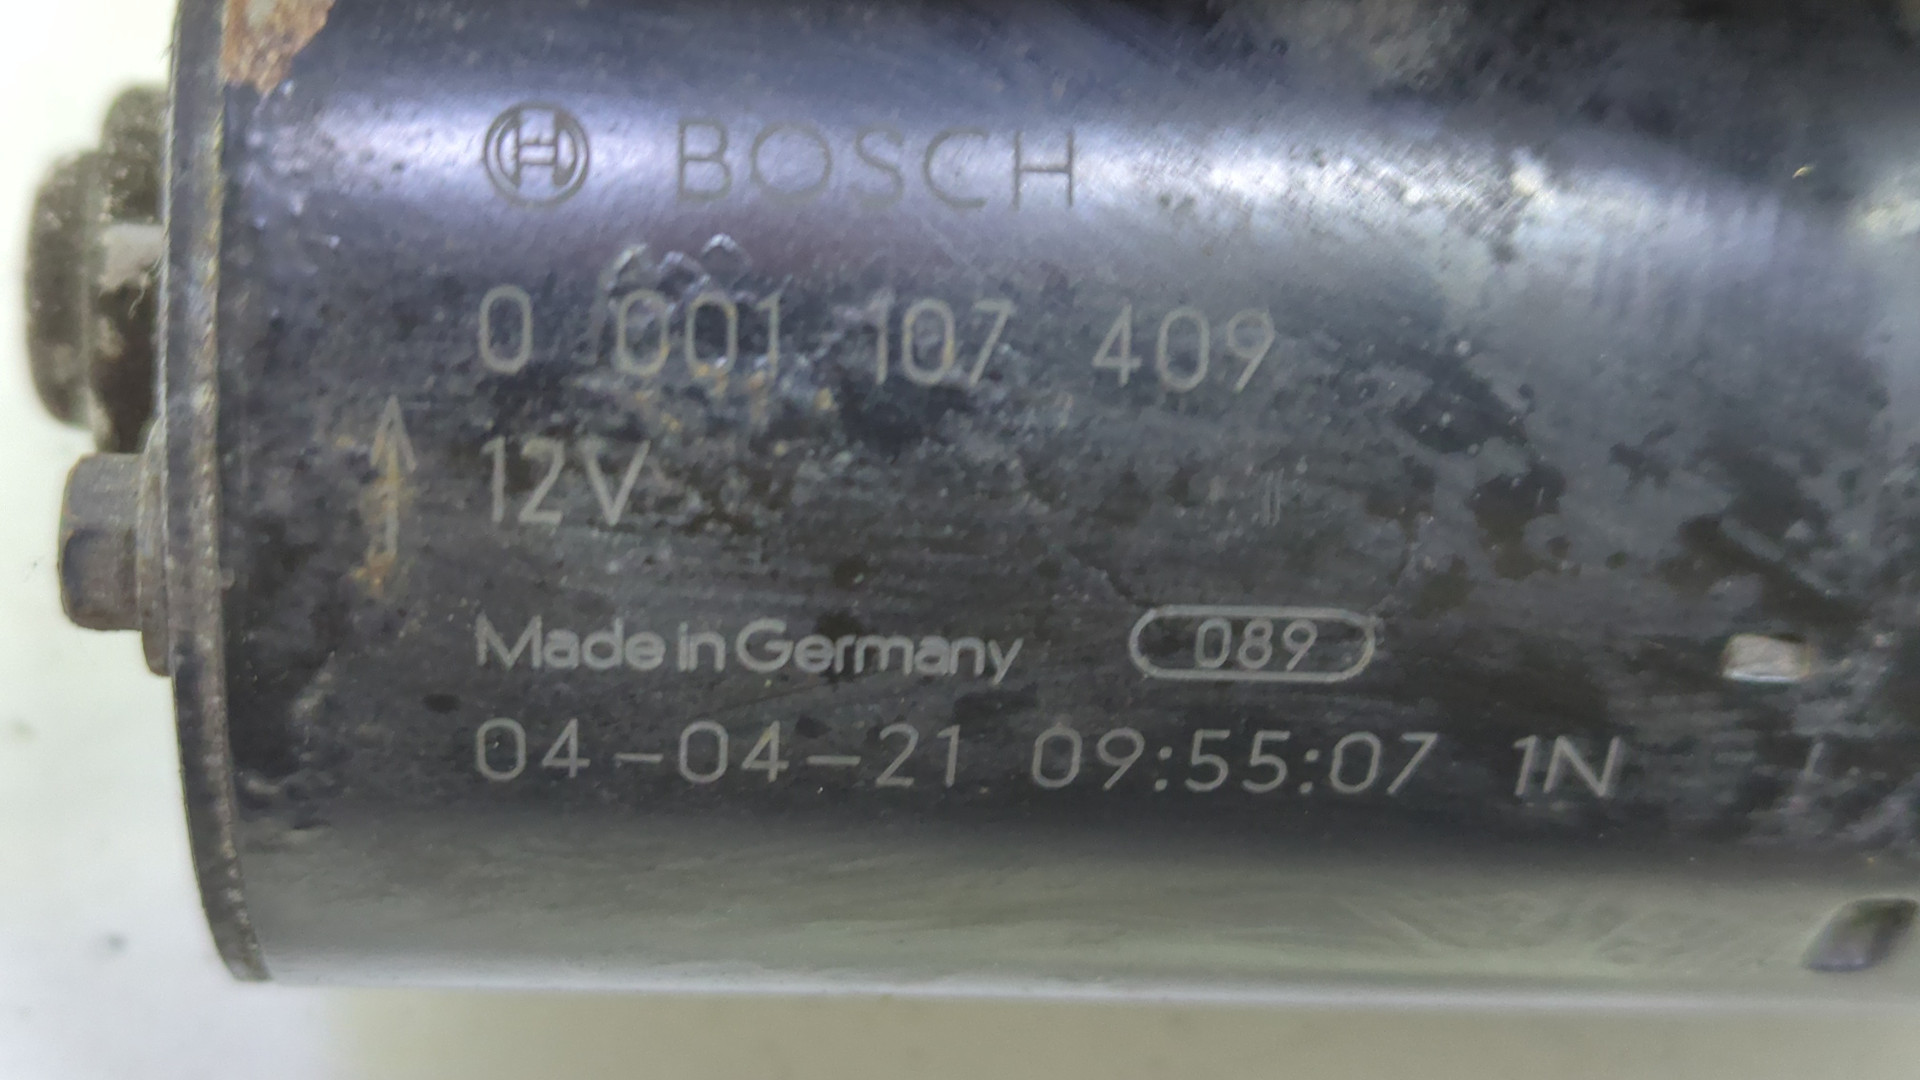 BOSCH
0 001 107 409
12V
Made in Germany 089
04-04-21 09:55:07 1N